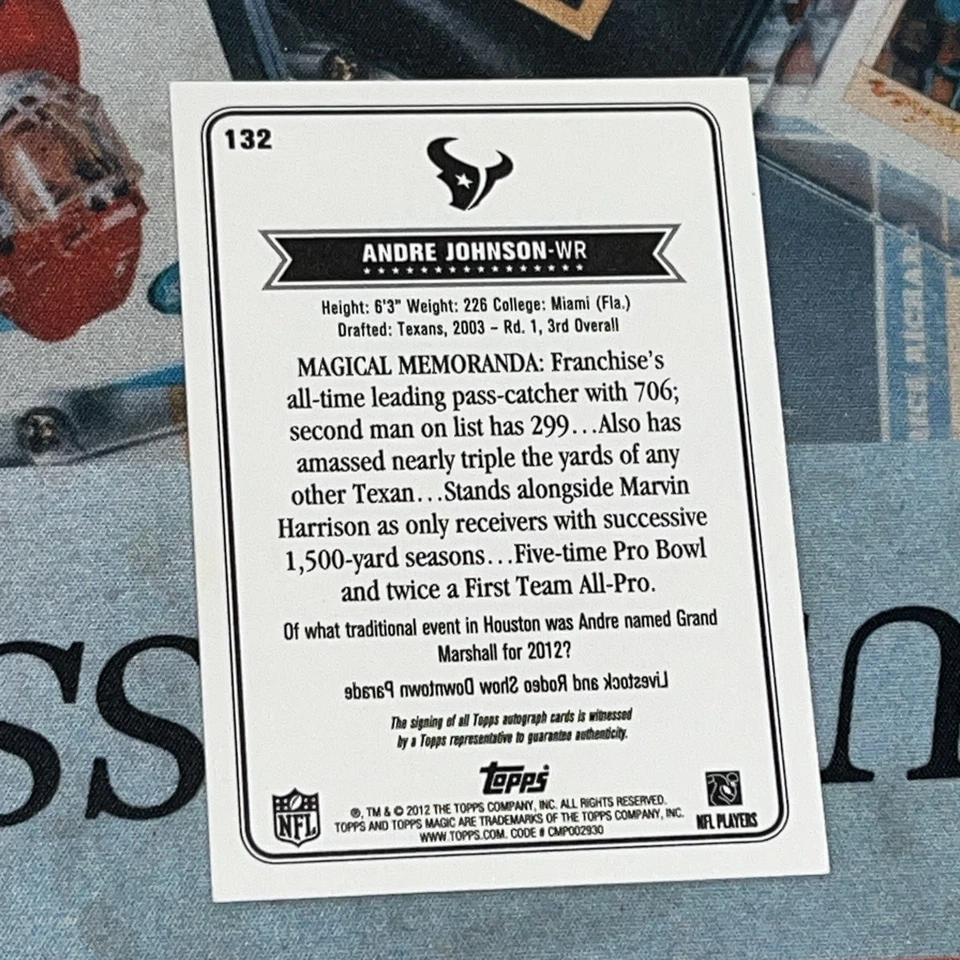 132
ANDRE JOHNSON-WR
Height: 6'3" Weight: 226 College: Miami (Fla.)
Drafted: Texans, 2003 – Rd. 1, 3rd Overall
MAGICAL MEMORANDA: Franchise's
all-time leading pass-catcher with 706;
second man on list has 299...Also has
amassed nearly triple the yards of any
other Texan...Stands alongside Marvin
Harrison as only receivers with successive
1,500-yard seasons...Five-time Pro Bowl
and twice a First Team All-Pro.
Of what traditional event in Houston was Andre named Grand
Marshall for 2012?
Livestock and Rodeo Show Downtown Parade
The signing of all Topps autograph cards is witnessed
by a Topps representative to guarantee authenticity.
Topps
NFL
®, TM & © 2012 THE TOPPS COMPANY, INC. ALL RIGHTS RESERVED.
TOPPS AND TOPPS MAGIC ARE TRADEMARKS OF THE TOPPS COMPANY, INC.
WWW.TOPPS.COM. CODE # CMP002930
NFL PLAYERS